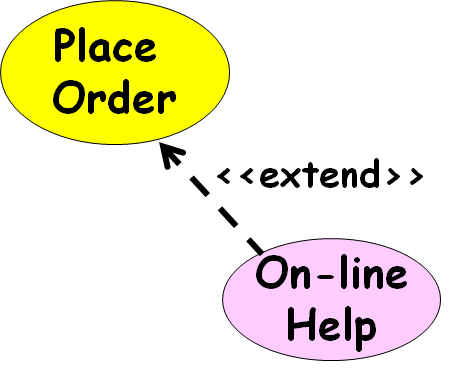 Place
Order
<<extend>>
On-line
Help